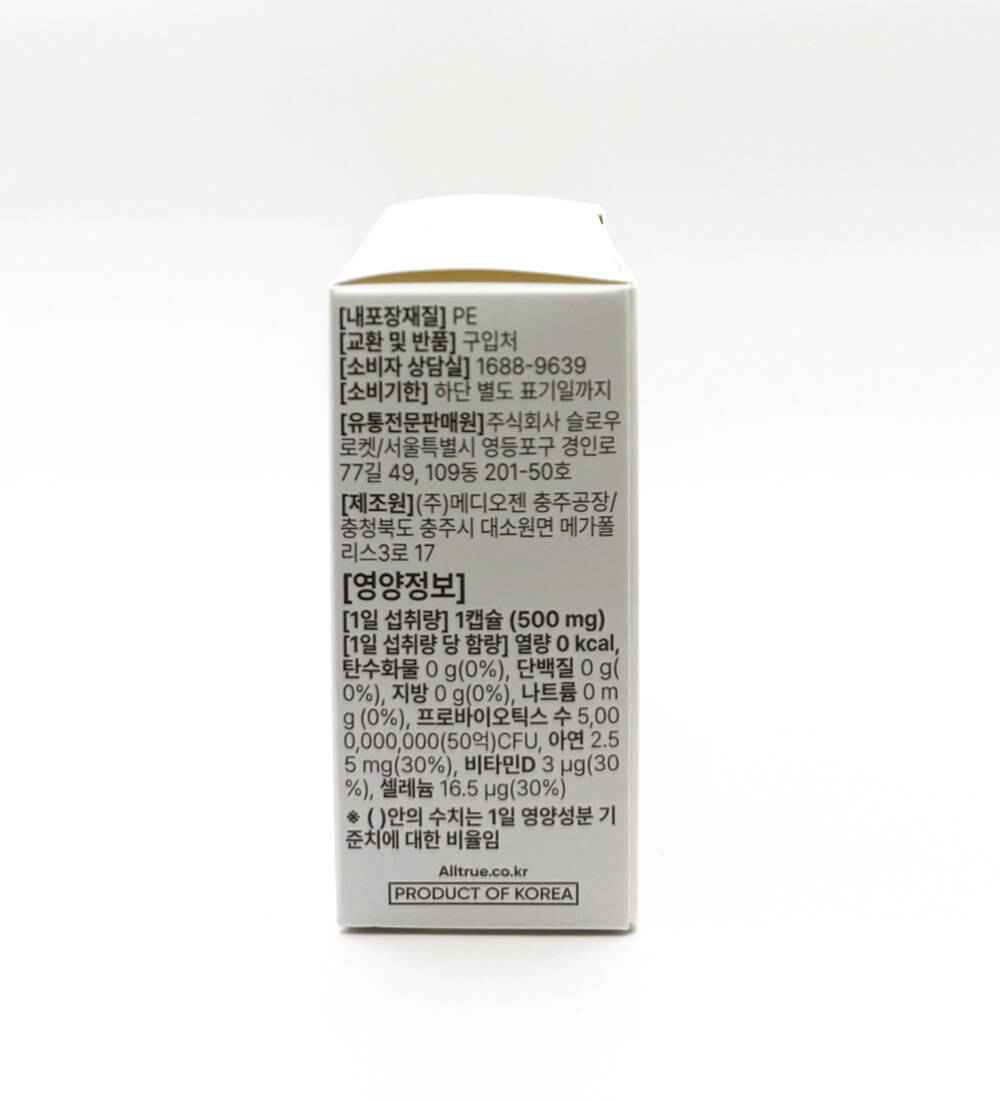 [내포장재질] PE
[교환 및 반품] 구입처
[소비자 상담실] 1688-9639
[소비기한] 하단 별도 표기일까지
[유통전문판매원]주식회사 슬로우
로켓/서울특별시 영등포구 경인로
77길 49, 109동 201-50호
[제조원](주)메디오젠 충주공장/
충청북도 충주시 대소원면 메가폴
리스3로 17
[영양정보]
[1일 섭취량] 1캡슐 (500 mg)
[1일 섭취량 당 함량] 열량 0 kcal,
탄수화물 0 g(0%), 단백질 0 g(
0%), 지방 0 g(0%), 나트륨 0 m
g (0%), 프로바이오틱스 수 5,00
0,000,000(50억)CFU, 아연 2.5
5 mg(30%), 비타민D 3 µg(30
%), 셀레늄 16.5 µg(30%)
※ ( )안의 수치는 1일 영양성분 기
준치에 대한 비율임
Alltrue.co.kr
PRODUCT OF KOREA